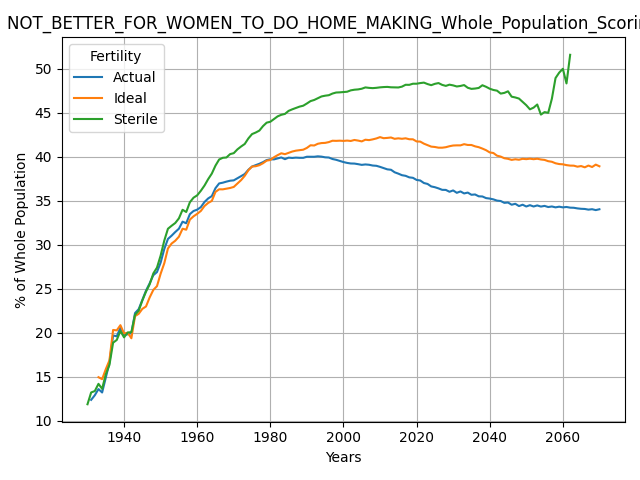 NOT_BETTER_FOR_WOMEN_TO_DO_HOME_MAKING_Whole_Population_Scorin
Fertility
Actual
Ideal
Sterile
50
45
40
35
30
25
20
15
10
% of Whole Population
1940 1960 1980 2000 2020 2040 2060
Years